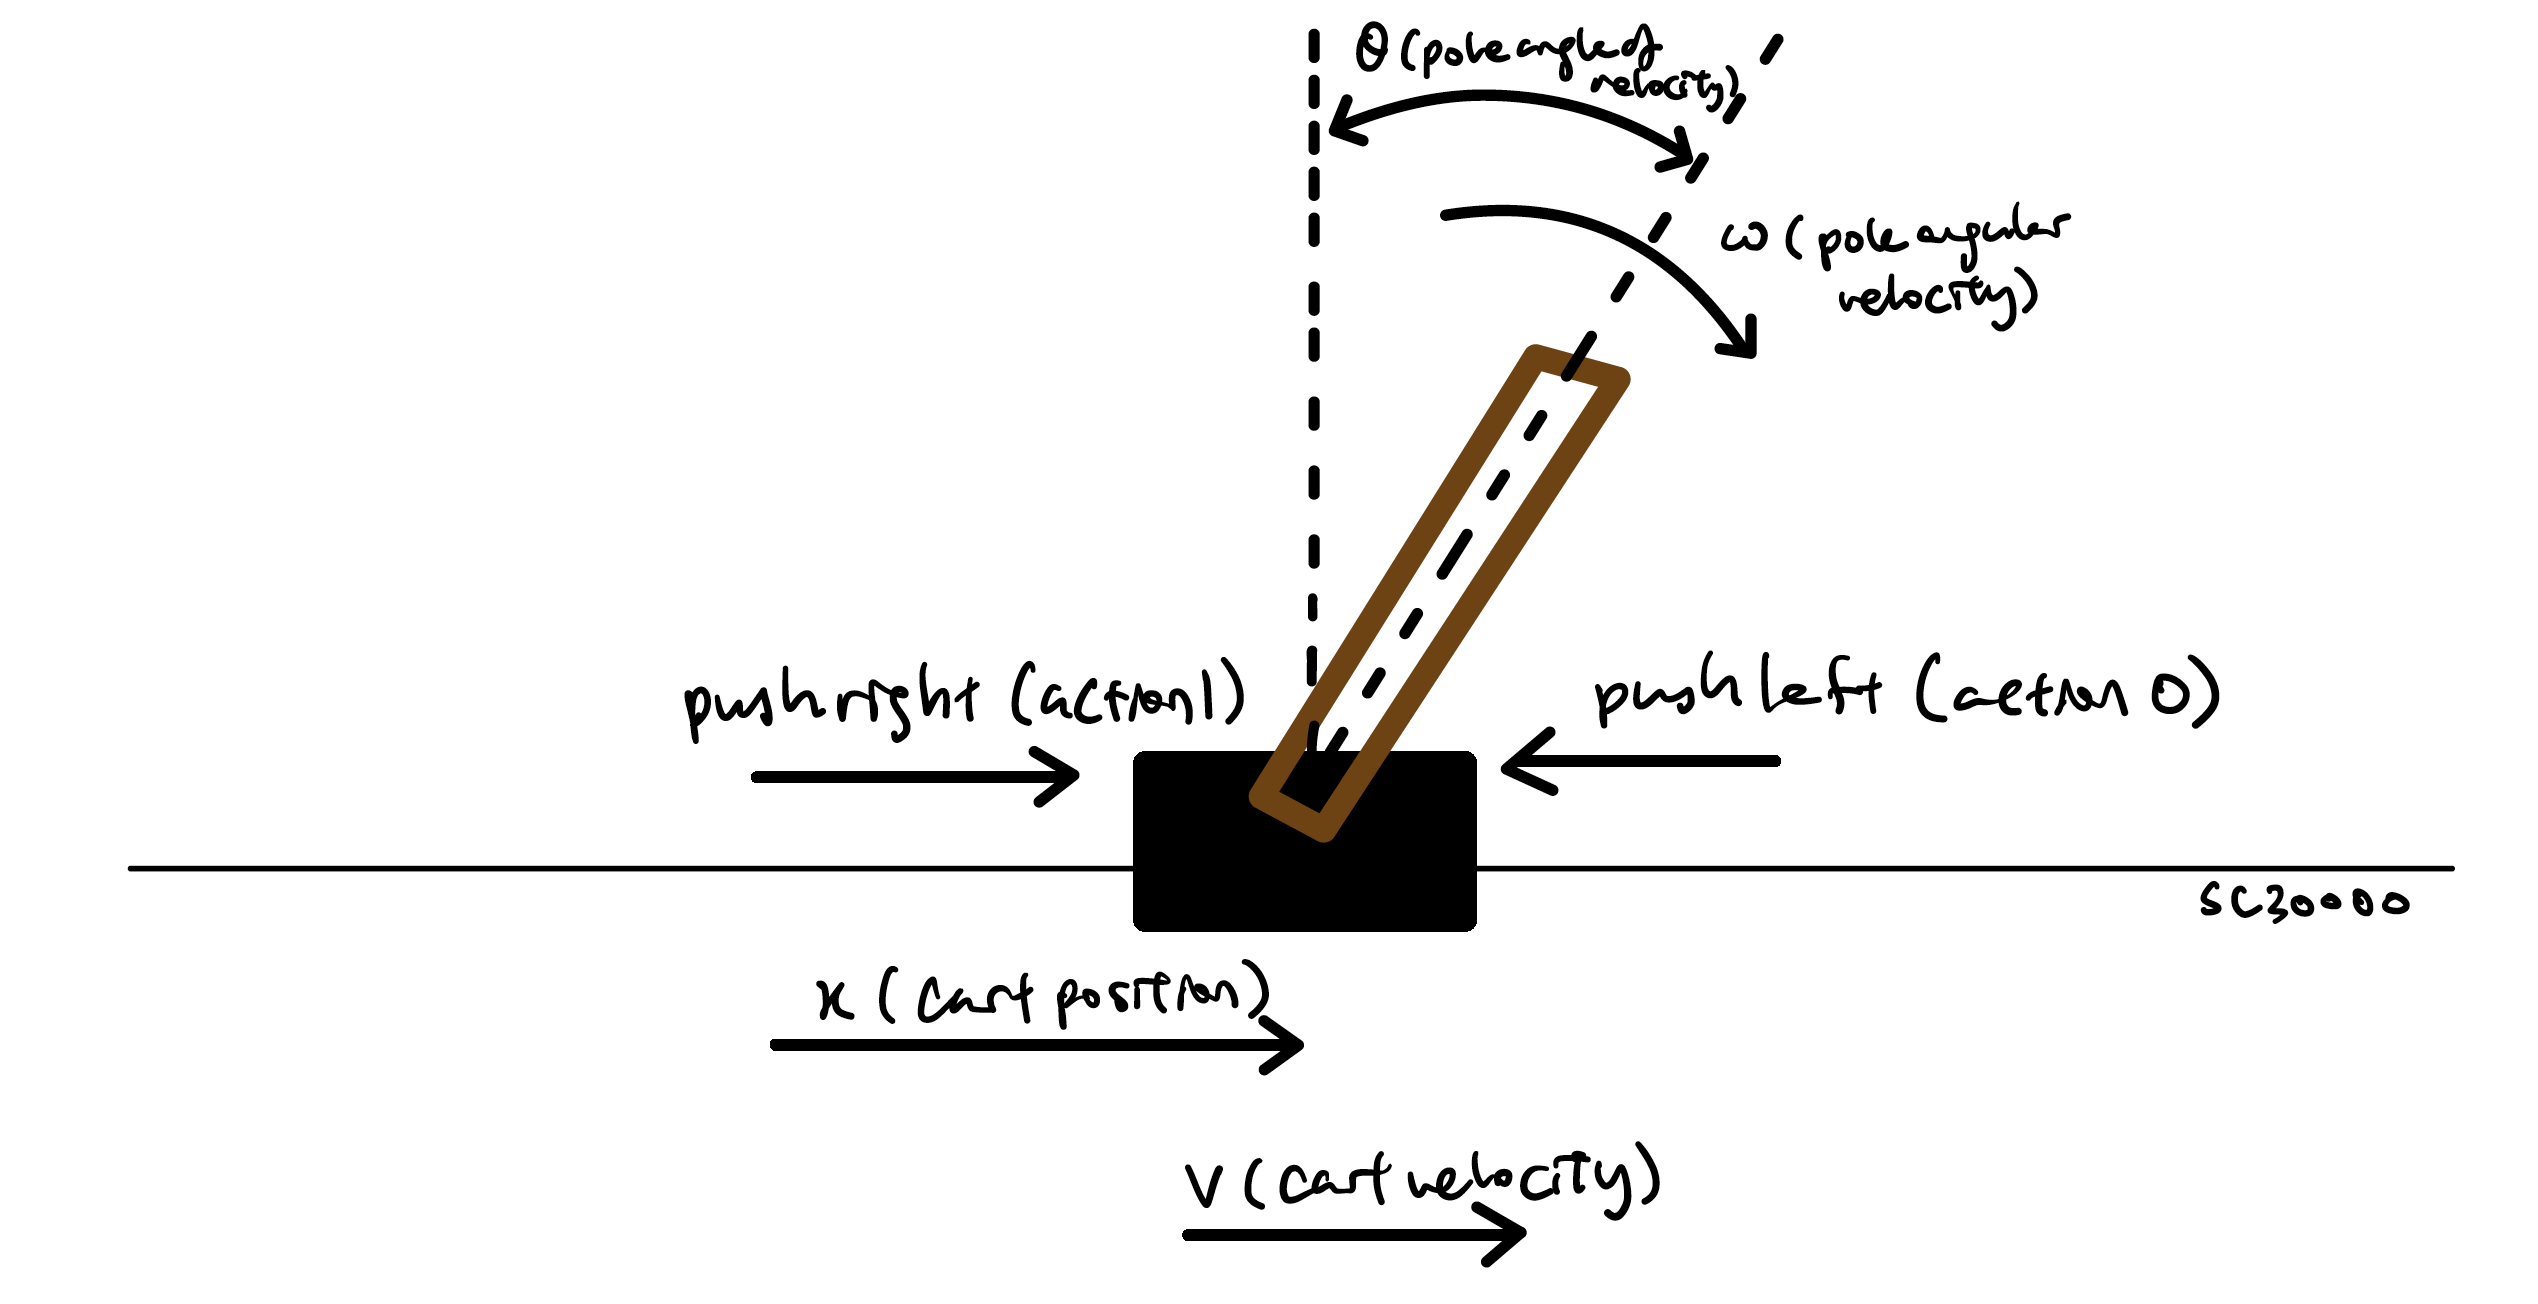 θ (pole angle of
velocity)
ω (pole angular
velocity)
push right (action 1)
push left (action 0)
SC30000
x (cart position)
v (cart velocity)